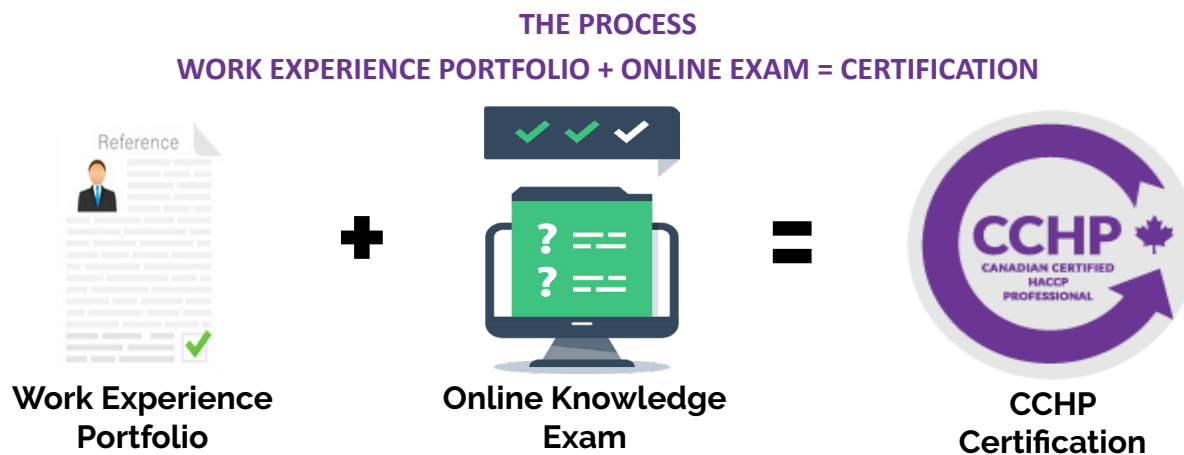 THE PROCESS
WORK EXPERIENCE PORTFOLIO + ONLINE EXAM = CERTIFICATION
Reference
? 
?
+
=
CCHP
CANADIAN CERTIFIED
HACCP
PROFESSIONAL
Work Experience
Portfolio
Online Knowledge
Exam
CCHP
Certification